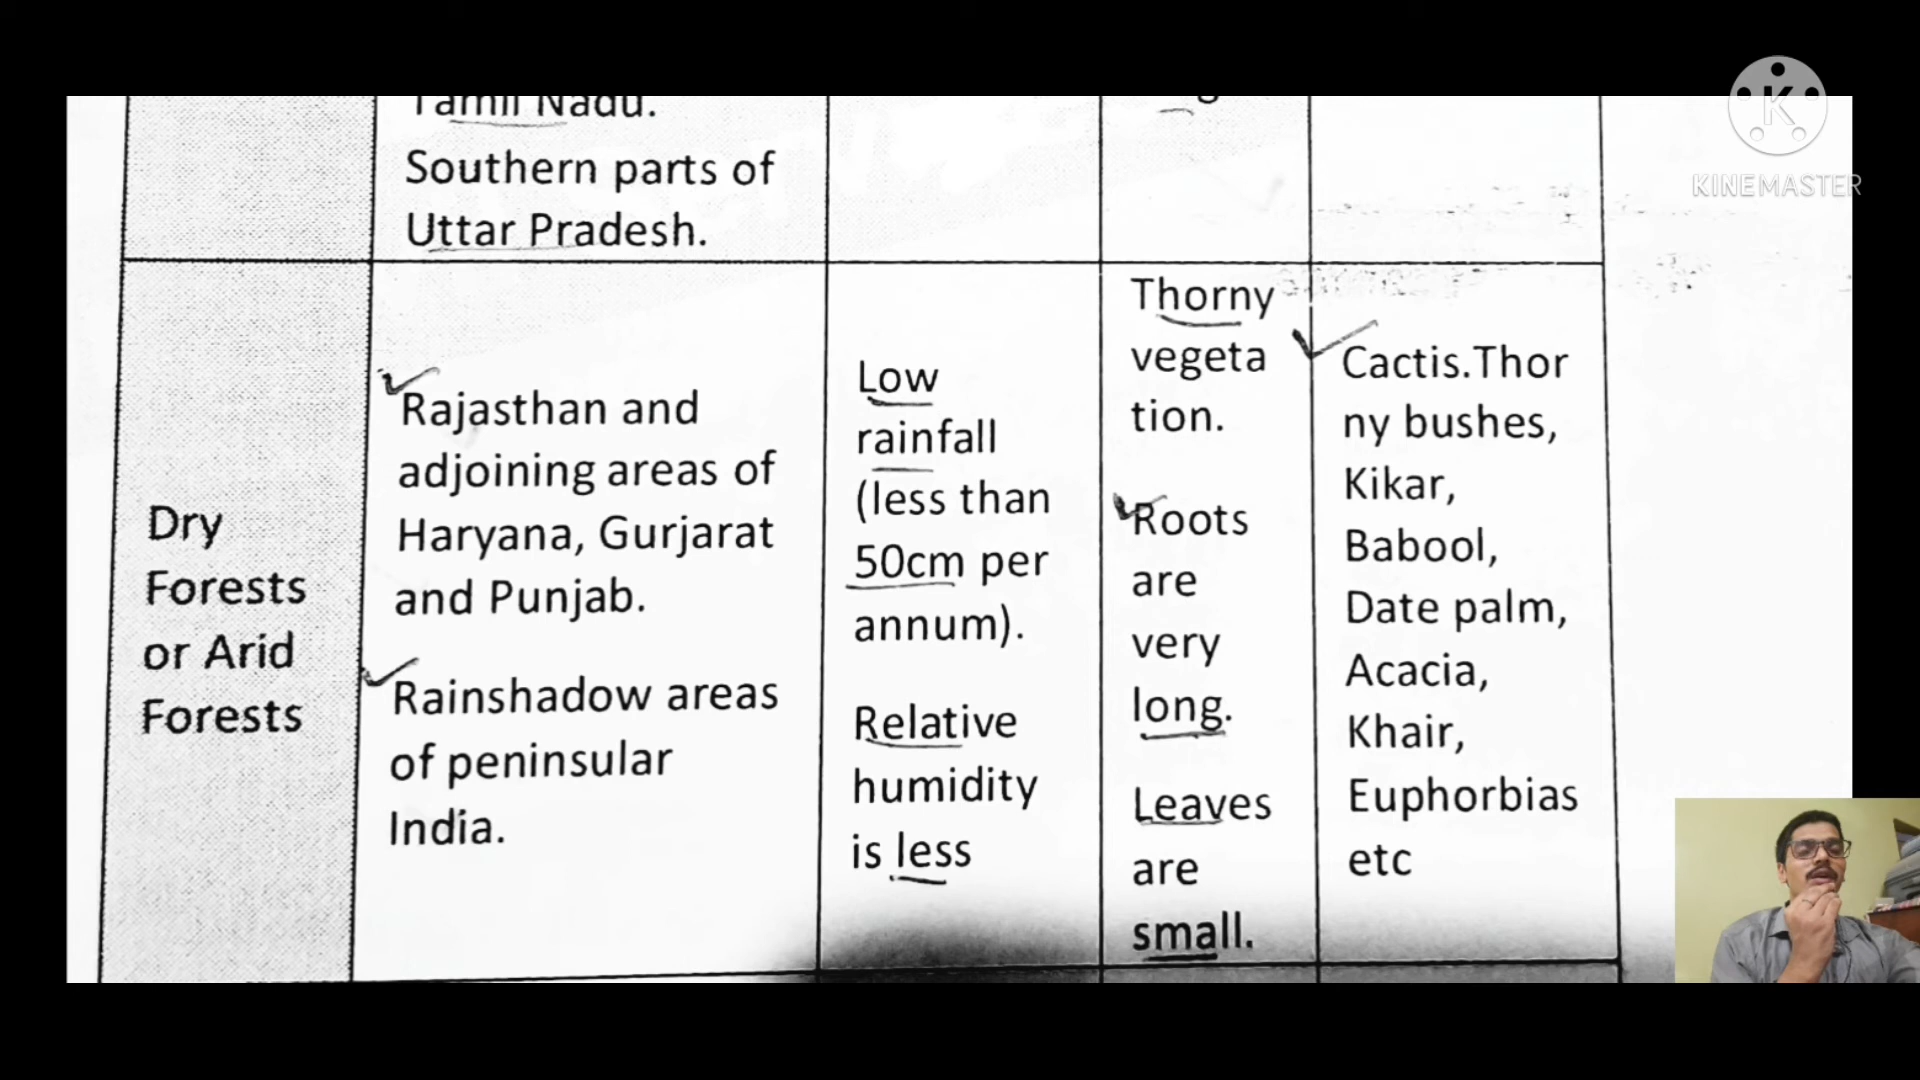 Tamil Nadu.
Southern parts of
Uttar Pradesh.
Dry
Forests
or Arid
Forests
Rajasthan and
adjoining areas of
Haryana, Gurjarat
and Punjab.
Rainshadow areas
of peninsular
India.
Low
rainfall
(less than
50cm per
annum).
Relative
humidity
is less
Thorny
vegeta
tion.
Roots
are
very
long.
Leaves
are
small.
Cactis.Thor
ny bushes,
Kikar,
Babool,
Date palm,
Acacia,
Khair,
Euphorbias
etc
K
KINEMASTER